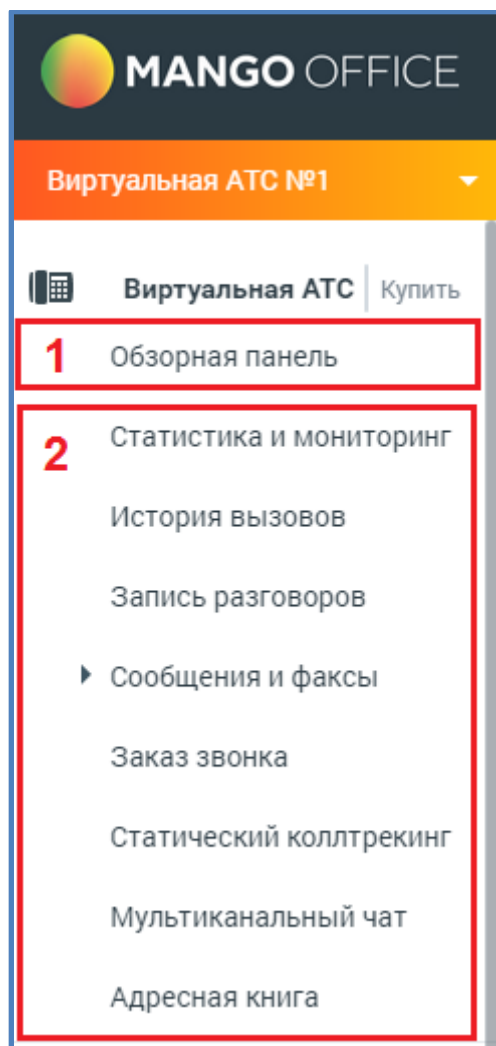 MANGO OFFICE
Виртуальная АТС №1
Виртуальная АТС Купить
1 Обзорная панель
2 Статистика и мониторинг
История вызовов
Запись разговоров
Сообщения и факсы
Заказ звонка
Статический коллтрекинг
Мультиканальный чат
Адресная книга